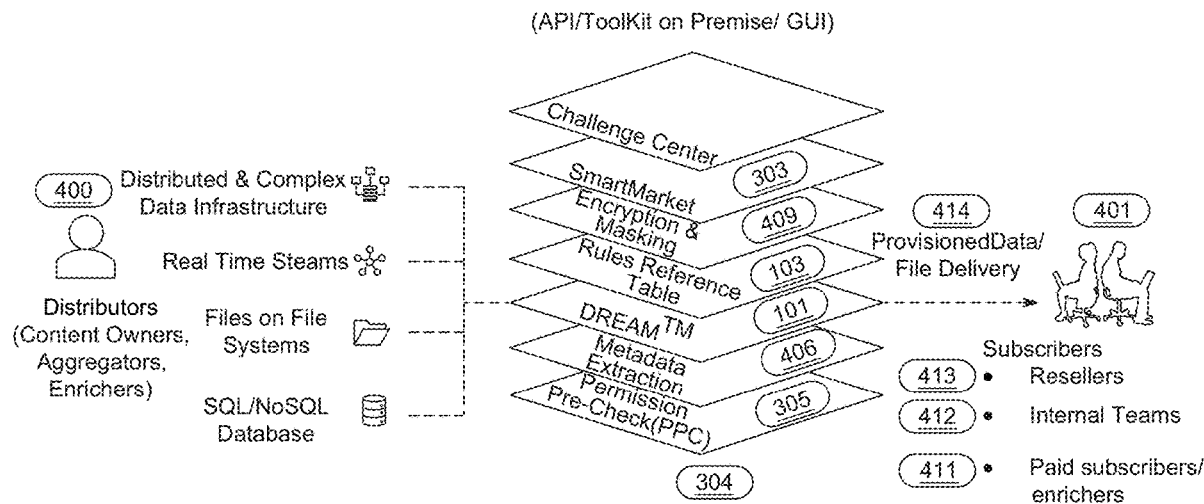 (API/ToolKit on Premise/ GUI)
Challenge Center
303
SmartMarket
409
Encryption &
Masking
103
Rules Reference
Table
101
DREAM™
406
Metadata
Extraction
305
Permission
Pre-Check(PPC)
304
400
Distributors
(Content Owners,
Aggregators,
Enrichers)
Distributed & Complex
Data Infrastructure
Real Time Steams
Files on File
Systems
SQL/NoSQL
Database
414
ProvisionedData/
File Delivery
401
Subscribers
413 • Resellers
412 • Internal Teams
411 • Paid subscribers/
enrichers